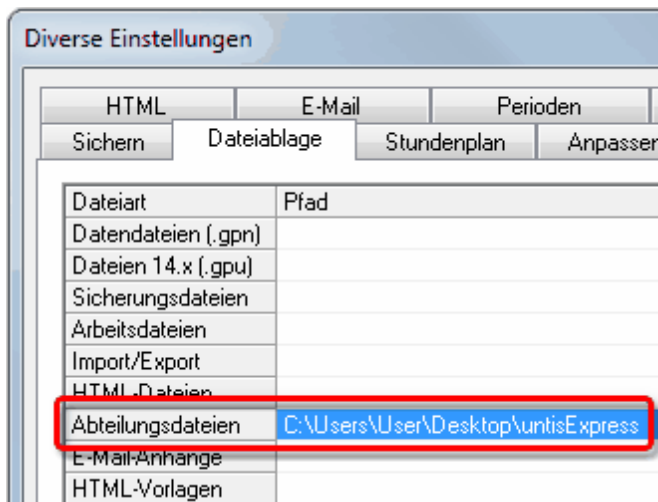 Diverse Einstellungen
HTML E-Mail Perioden
Sichern Dateiablage Stundenplan Anpassen
Dateiart Pfad
Datendateien (.gpn)
Dateien 14.x (.gpu)
Sicherungsdateien
Arbeitsdateien
Import/Export
HTML-Dateien
Abteilungsdateien C:\Users\User\Desktop\untisExpress
E-Mail-Anhänge
HTML-Vorlagen